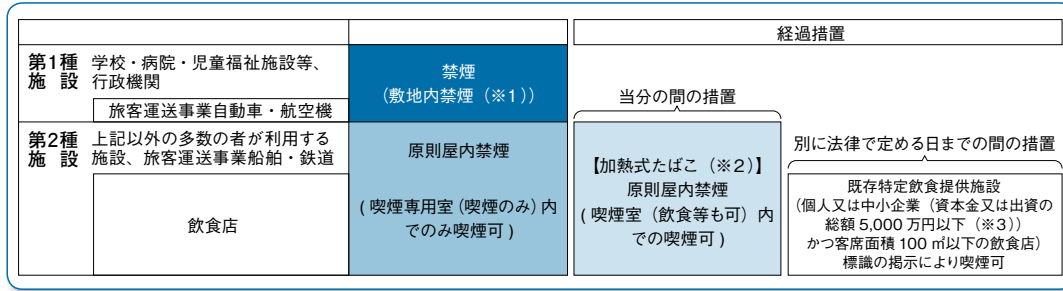 経過措置
第1種
施設
学校・病院・児童福祉施設等、
行政機関
旅客運送事業自動車・航空機
禁煙
（敷地内禁煙（※1））
第2種
施設
上記以外の多数の者が利用する
施設、旅客運送事業船舶・鉄道
飲食店
原則屋内禁煙
（喫煙専用室（喫煙のみ）内
でのみ喫煙可）
当分の間の措置
【加熱式たばこ（※2）】
原則屋内禁煙
（喫煙室（飲食等も可）内
での喫煙可）
別に法律で定める日までの間の措置
既存特定飲食提供施設
（個人又は中小企業（資本金又は出資の
総額 5,000 万円以下（※3））
かつ客席面積 100 ㎡以下の飲食店）
標識の掲示により喫煙可